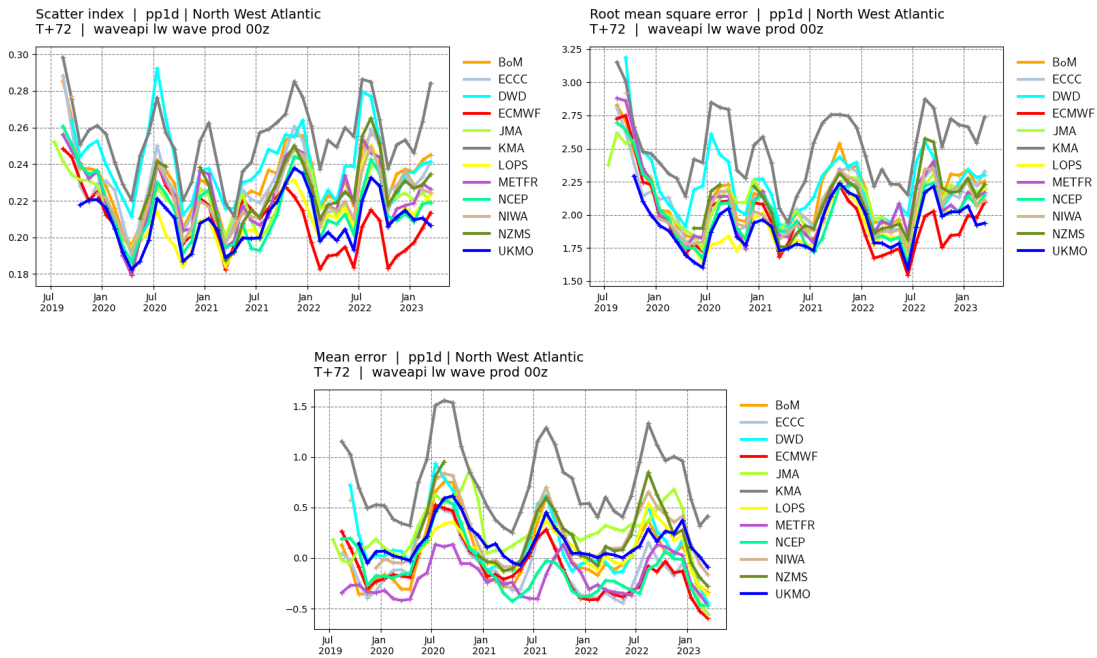 Scatter index | pp1d | North West Atlantic
T+72 | waveapi lw wave prod 00z
0.30
0.28
0.26
0.24
0.22
0.20
0.18
Jul 2019
Jan 2020
Jul 2020
Jan 2021
Jul 2021
Jan 2022
Jul 2022
Jan 2023
BoM
ECCC
DWD
ECMWF
JMA
KMA
LOPS
METFR
NCEP
NIWA
NZMS
UKMO
Root mean square error | pp1d | North West Atlantic
T+72 | waveapi lw wave prod 00z
3.25
3.00
2.75
2.50
2.25
2.00
1.75
1.50
Jul 2019
Jan 2020
Jul 2020
Jan 2021
Jul 2021
Jan 2022
Jul 2022
Jan 2023
BoM
ECCC
DWD
ECMWF
JMA
KMA
LOPS
METFR
NCEP
NIWA
NZMS
UKMO
Mean error | pp1d | North West Atlantic
T+72 | waveapi lw wave prod 00z
1.5
1.0
0.5
0.0
−0.5
Jul 2019
Jan 2020
Jul 2020
Jan 2021
Jul 2021
Jan 2022
Jul 2022
Jan 2023
BoM
ECCC
DWD
ECMWF
JMA
KMA
LOPS
METFR
NCEP
NIWA
NZMS
UKMO